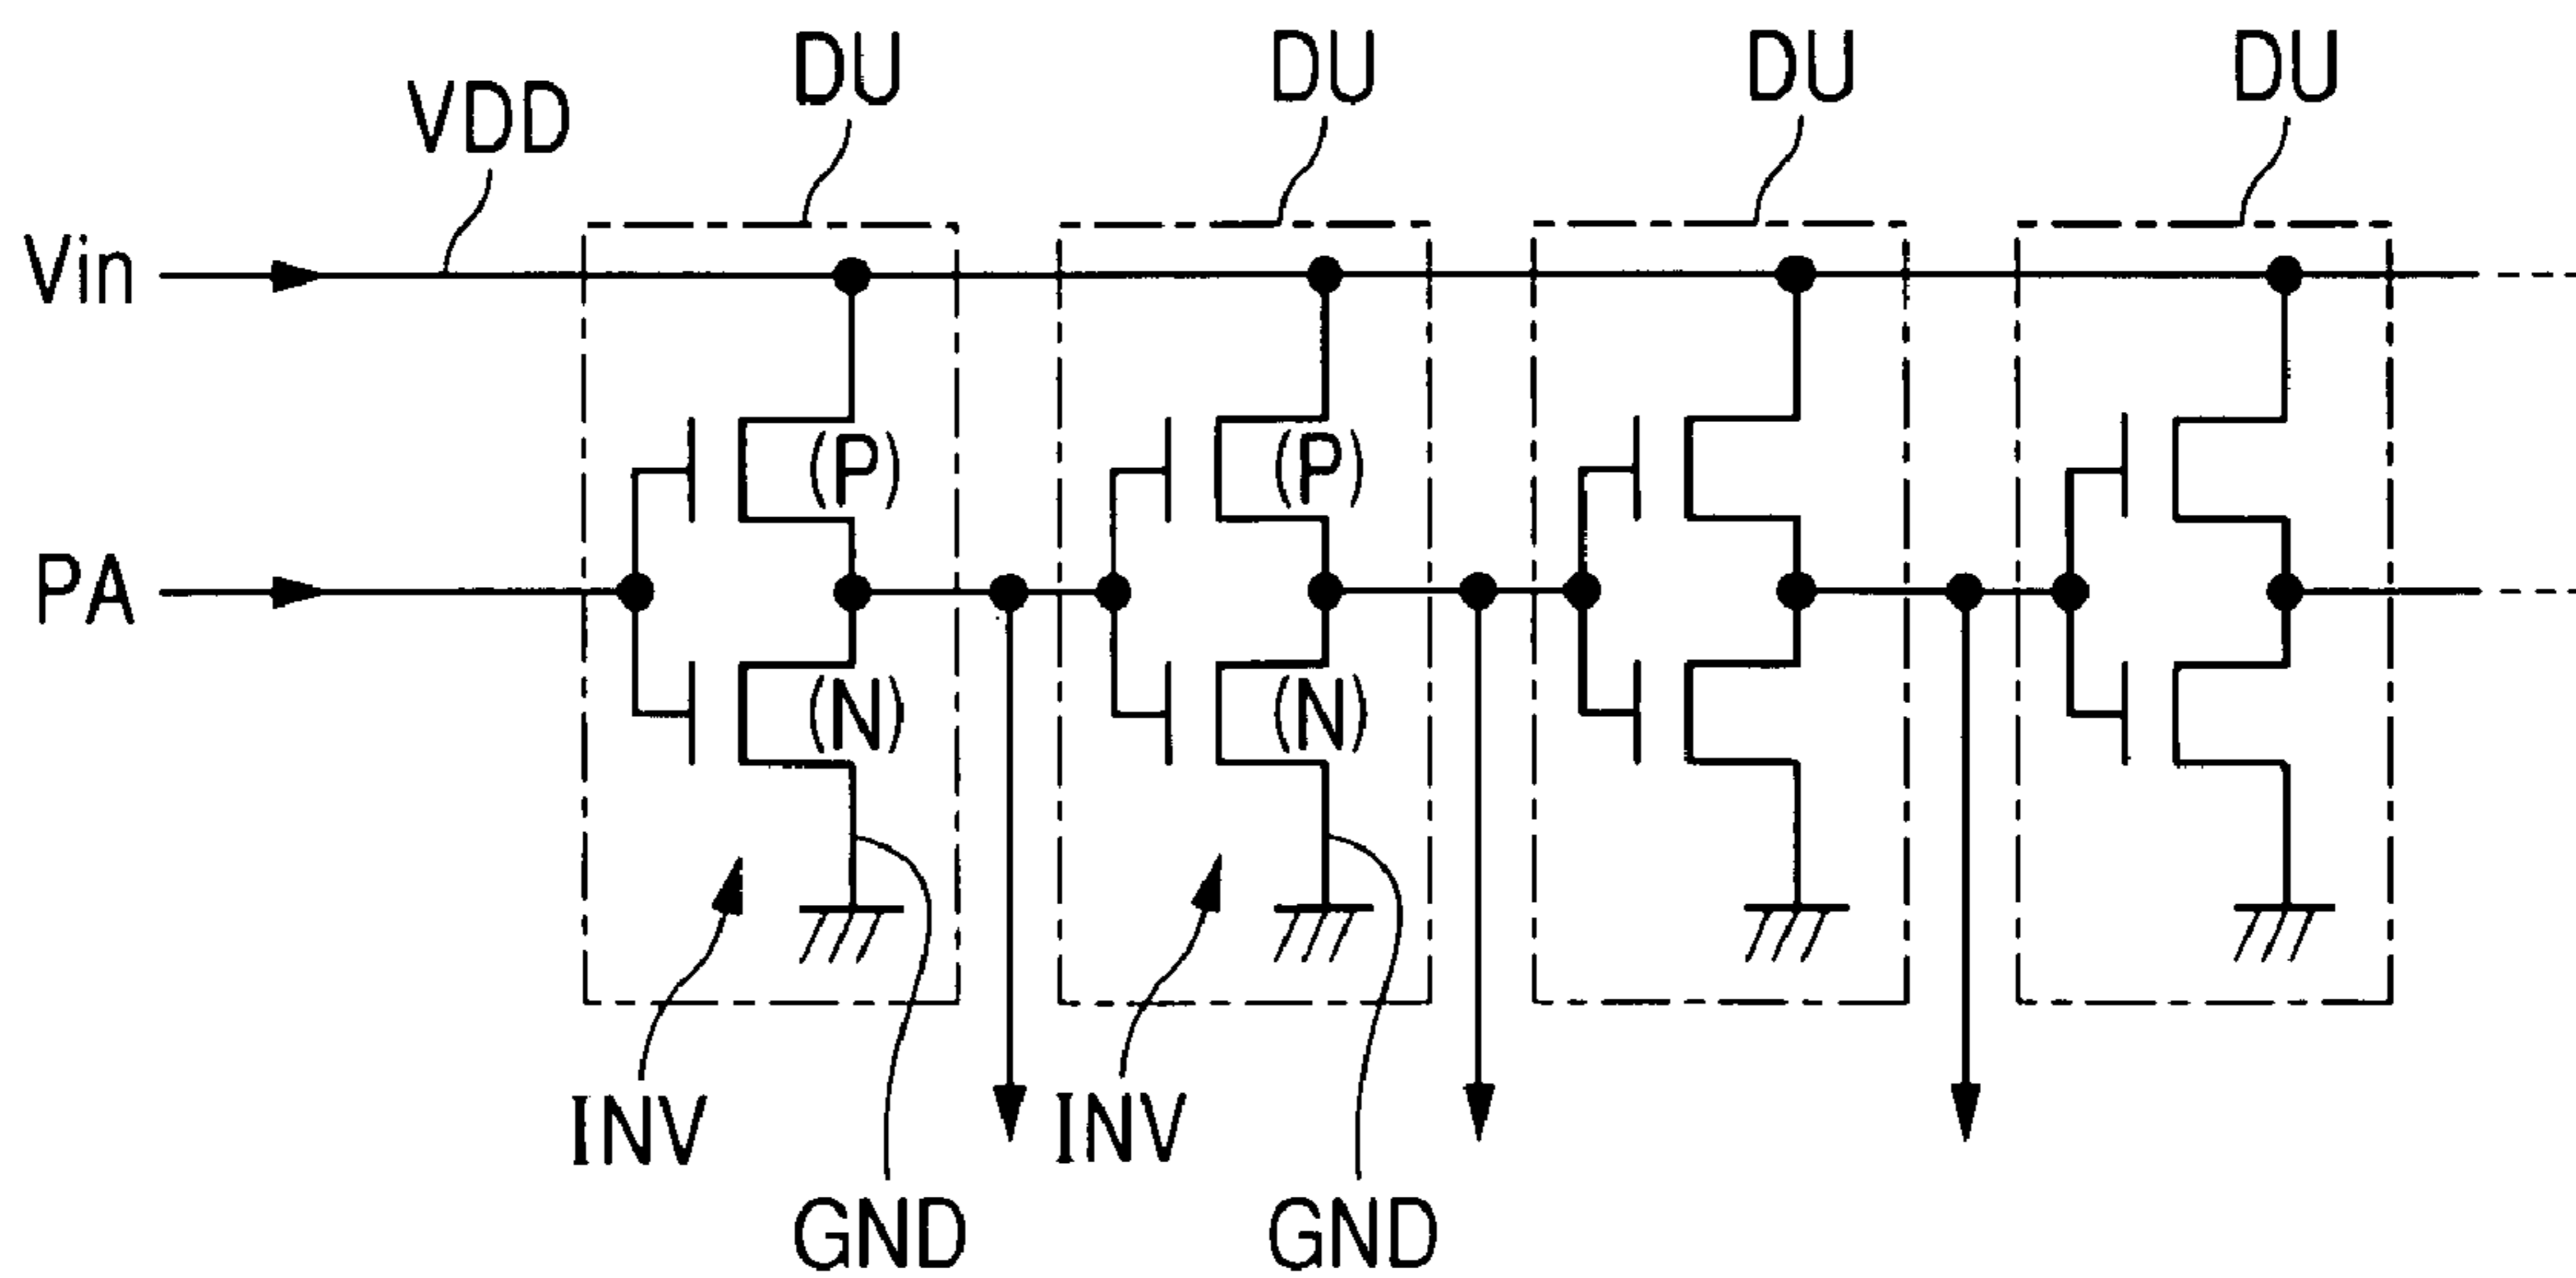 DU DU DU DU
VDD
Vin
(P) (P)
PA
(N) (N)
INV INV
GND GND